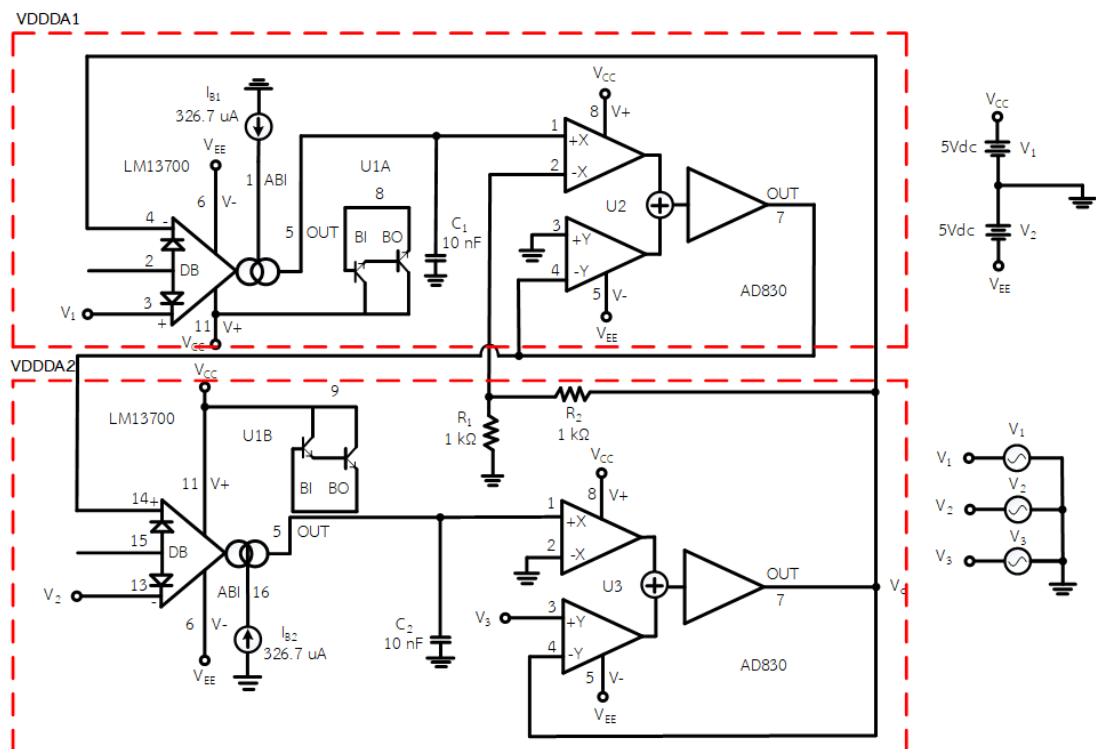 VDDDA1
I_B1
326.7 uA
LM13700
V_EE
6 V-
1 ABI
U1A
8
BI BO
5 OUT
4 -
2 DB
3 +
V_1
11 V+
V_CC
C_1
10 nF
V_CC
8 V+
1 +X
2 -X
U2
3 +Y
4 -Y
5 V-
V_EE
OUT
7
AD830
V_CC
5Vdc V_1
5Vdc V_2
V_EE
VDDDA2
V_CC
9
LM13700
U1B
11 V+
BI BO
14 +
15 DB
13 -
V_2
5 OUT
ABI 16
6 V-
V_EE
I_B2
326.7 uA
R_1
1 kΩ
R_2
1 kΩ
C_2
10 nF
V_CC
8 V+
1 +X
2 -X
U3
V_3 3 +Y
4 -Y
5 V-
V_EE
OUT
7
AD830
V_1 V_1
V_2 V_2
V_3 V_3